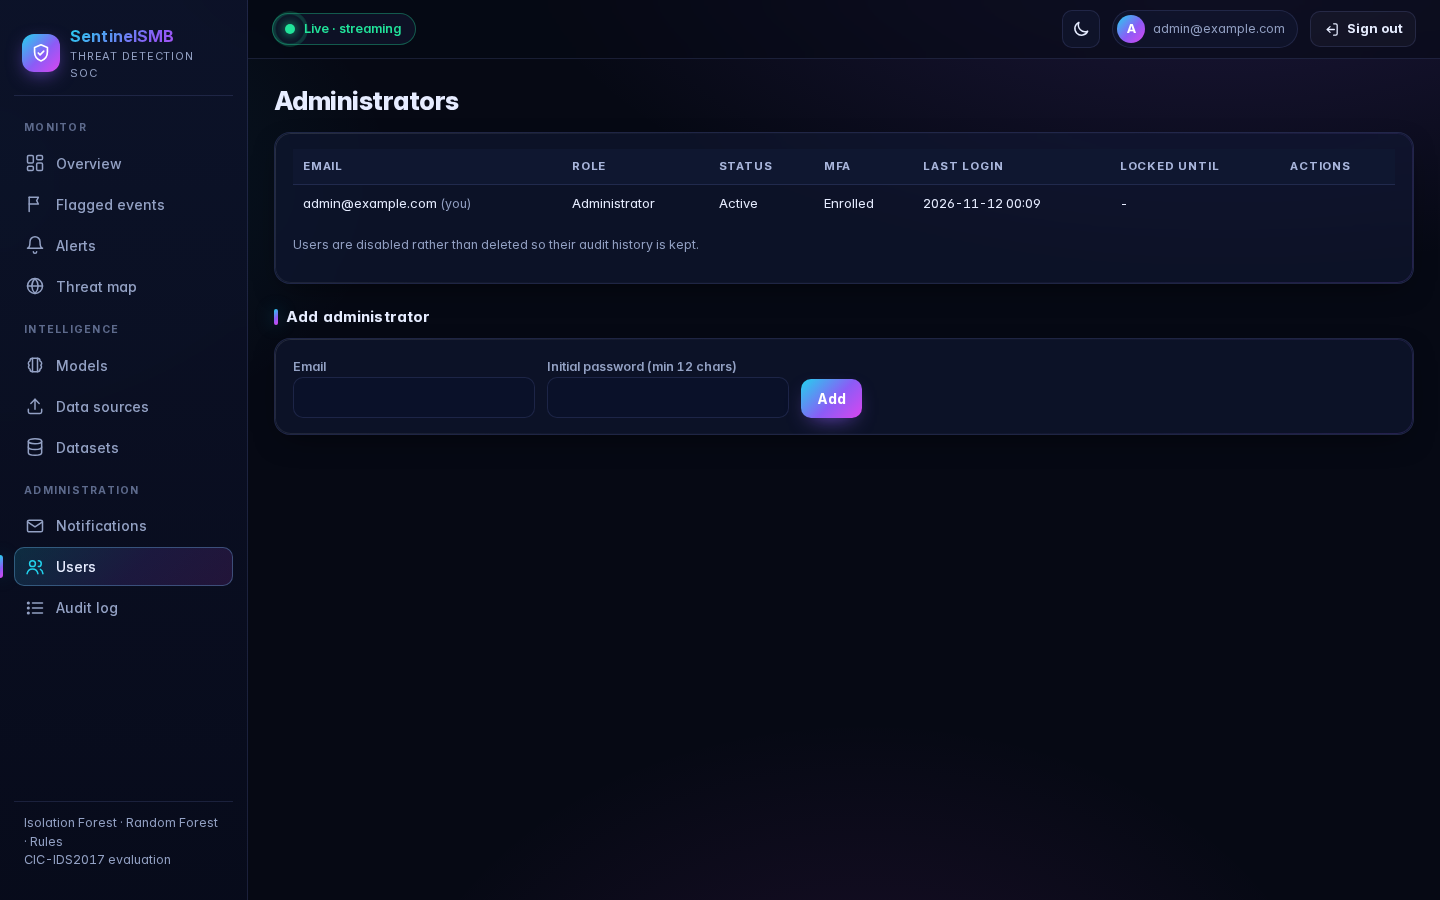 SentinelSMB
THREAT DETECTION
SOC
MONITOR
Overview
Flagged events
Alerts
Threat map
INTELLIGENCE
Models
Data sources
Datasets
ADMINISTRATION
Notifications
Users
Audit log
Isolation Forest · Random Forest
· Rules
CIC-IDS2017 evaluation
Live · streaming
A admin@example.com
Sign out
Administrators
EMAIL ROLE STATUS MFA LAST LOGIN LOCKED UNTIL ACTIONS
admin@example.com (you) Administrator Active Enrolled 2026-11-12 00:09 -
Users are disabled rather than deleted so their audit history is kept.
Add administrator
Email Initial password (min 12 chars)
Add